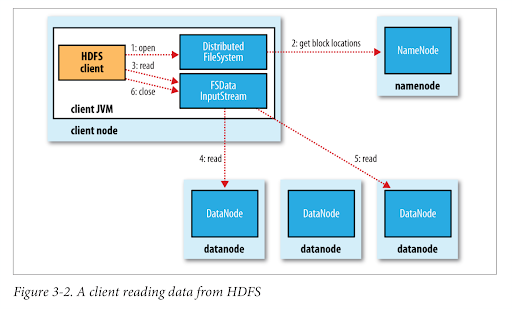 HDFS
client
1: open
3: read
6: close
Distributed
FileSystem
FSData
InputStream
client JVM
client node
2: get block locations
NameNode
namenode
4: read
5: read
DataNode
datanode
DataNode
datanode
DataNode
datanode
Figure 3-2. A client reading data from HDFS